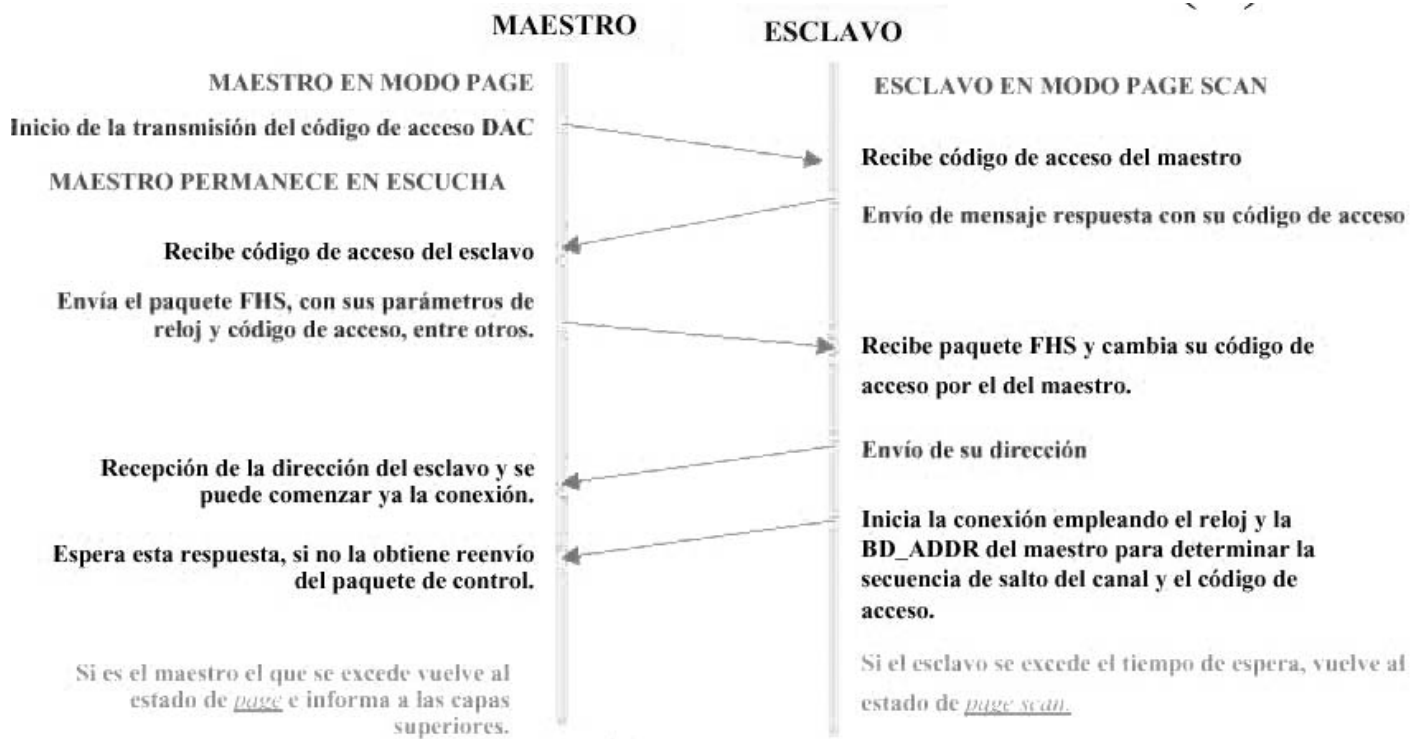 MAESTRO
ESCLAVO
MAESTRO EN MODO PAGE
ESCLAVO EN MODO PAGE SCAN
Inicio de la transmisión del código de acceso DAC
Recibe código de acceso del maestro
MAESTRO PERMANECE EN ESCUCHA
Envío de mensaje respuesta con su código de acceso
Recibe código de acceso del esclavo
Envía el paquete FHS, con sus parámetros de
reloj y código de acceso, entre otros.
Recibe paquete FHS y cambia su código de
acceso por el del maestro.
Envío de su dirección
Recepción de la dirección del esclavo y se
puede comenzar ya la conexión.
Inicia la conexión empleando el reloj y la
BD_ADDR del maestro para determinar la
secuencia de salto del canal y el código de
acceso.
Espera esta respuesta, si no la obtiene reenvío
del paquete de control.
Si es el maestro el que se excede vuelve al
estado de page e informa a las capas
superiores.
Si el esclavo se excede el tiempo de espera, vuelve al
estado de page scan.